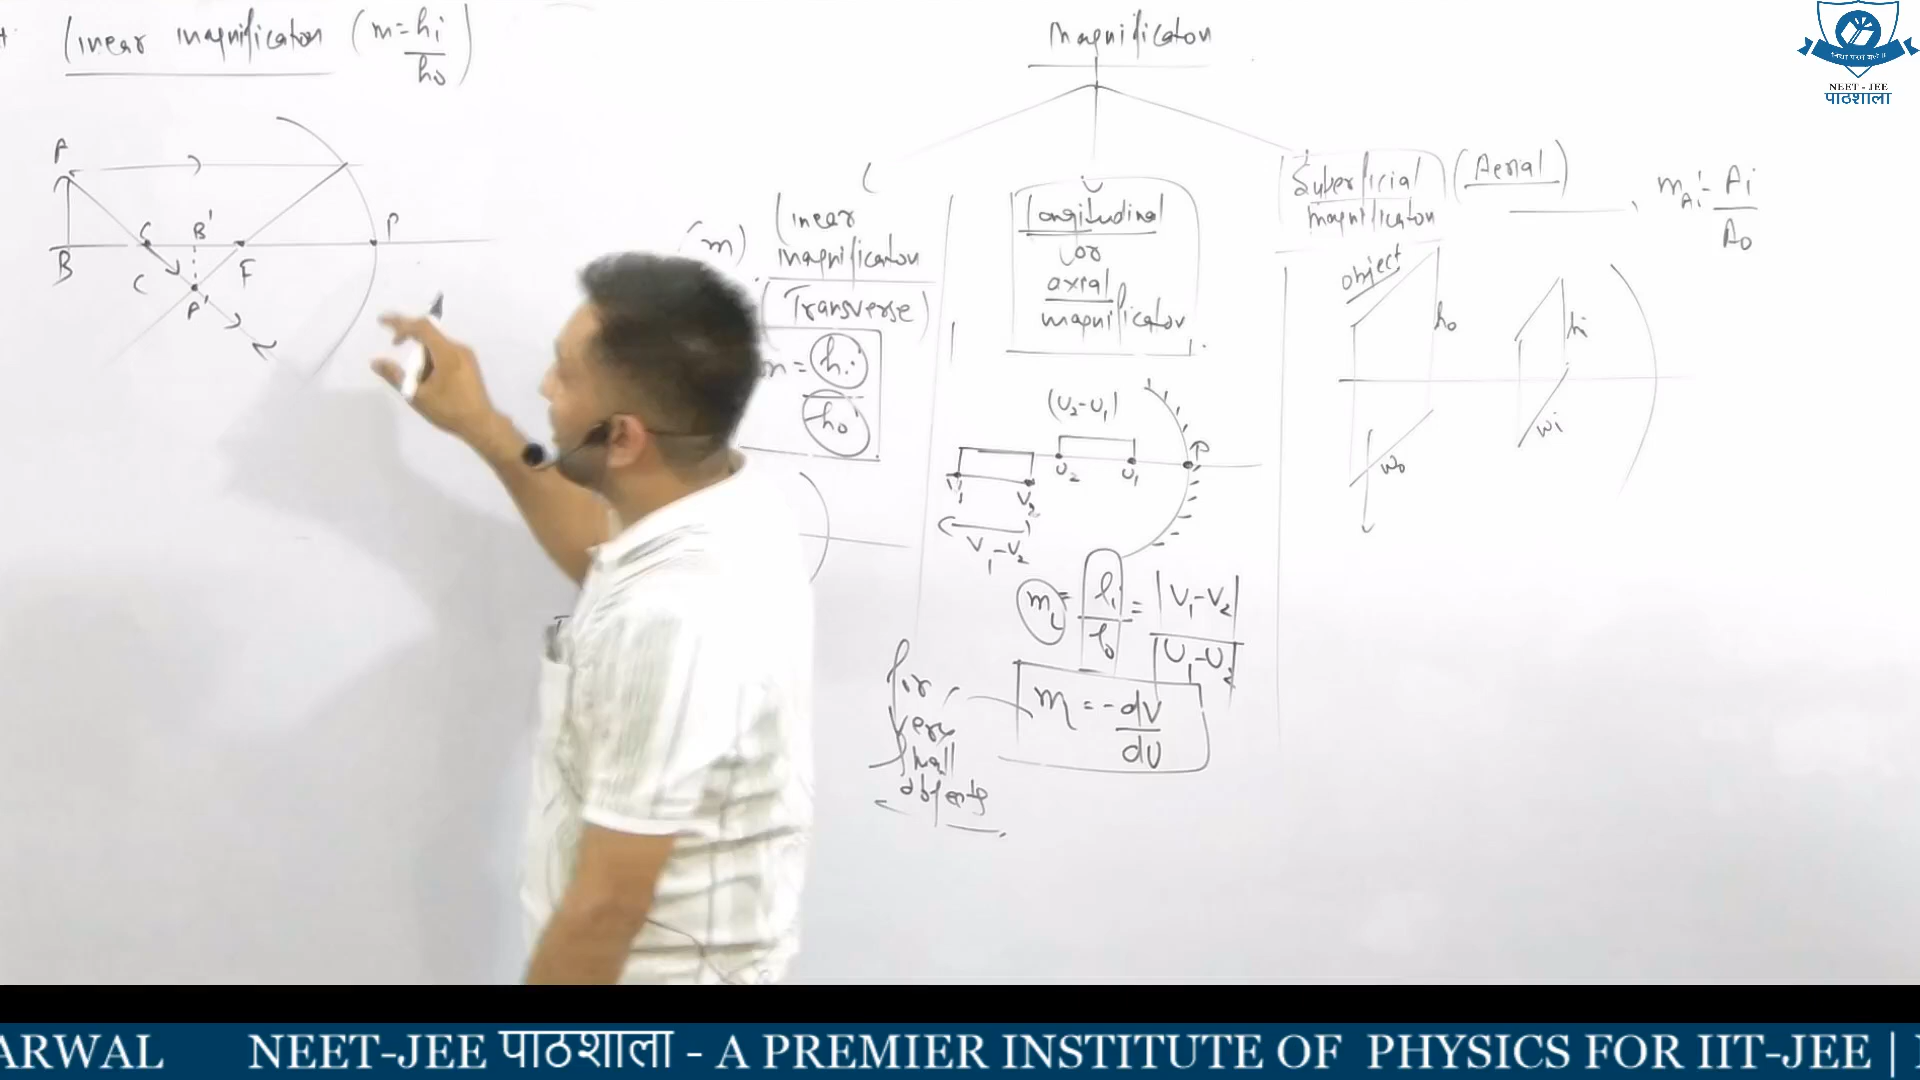 Linear magnification (m = hi
ho)
A
B
C
C
B'
A'
F
P
Magnification
(m)
Linear
magnification
(Transverse)
m = hi
ho
Longitudinal
or
axial
magnification
(U2-U1)
U2
U1
P
V1
V2
V1-V2
mL = li = |V1-V2|
lo |U1-U2|
m = -dV
dU
for
very
small
objects
Superficial (Aerial)
magnification
mA = Ai
Ao
object
ho
wo
hi
wi
NEET - JEE
पाठशाला
ARWAL NEET-JEE पाठशाला - A PREMIER INSTITUTE OF PHYSICS FOR IIT-JEE |